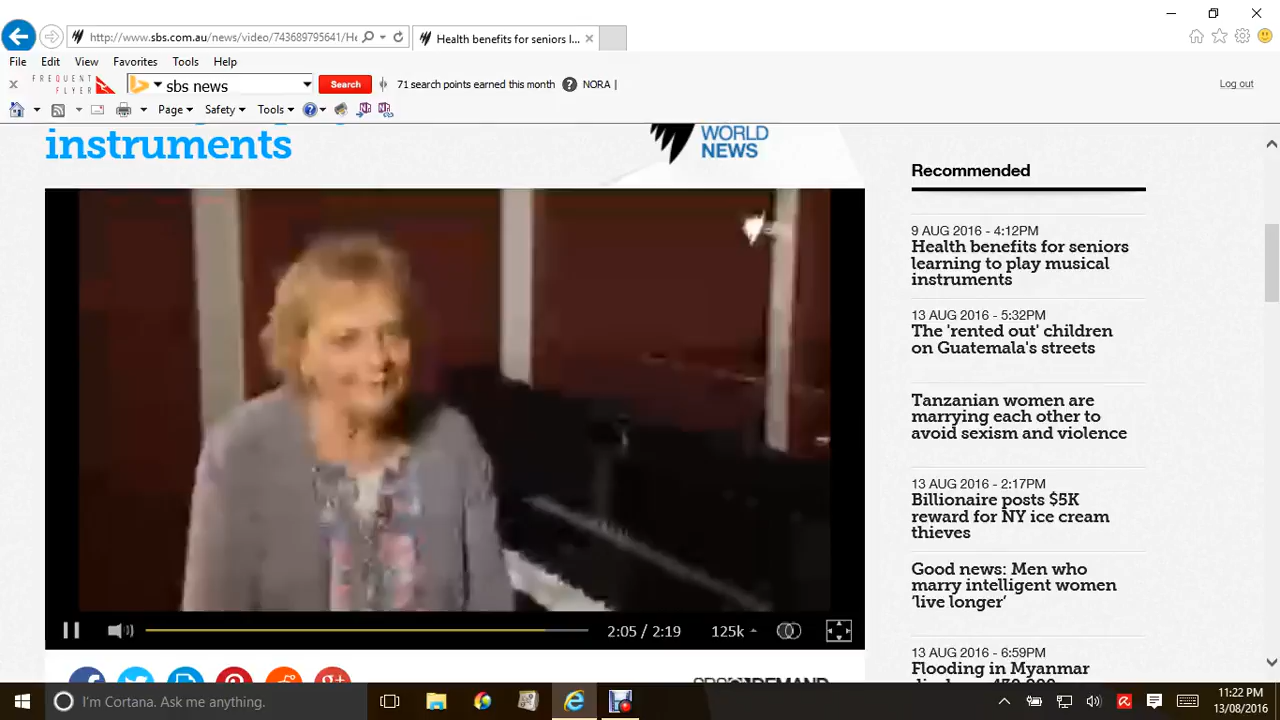 http://www.sbs.com.au/news/video/743689795641/He
Health benefits for seniors l...
File Edit View Favorites Tools Help
FREQUENT
FLYER
sbs news
Search
71 search points earned this month
NORA |
Log out
Page Safety Tools
instruments
WORLD
NEWS
Recommended
9 AUG 2016 - 4:12PM
Health benefits for seniors
learning to play musical
instruments
13 AUG 2016 - 5:32PM
The 'rented out' children
on Guatemala's streets
Tanzanian women are
marrying each other to
avoid sexism and violence
13 AUG 2016 - 2:17PM
Billionaire posts $5K
reward for NY ice cream
thieves
Good news: Men who
marry intelligent women
‘live longer’
13 AUG 2016 - 6:59PM
Flooding in Myanmar
2:05 / 2:19
125k
I'm Cortana. Ask me anything.
11:22 PM
13/08/2016